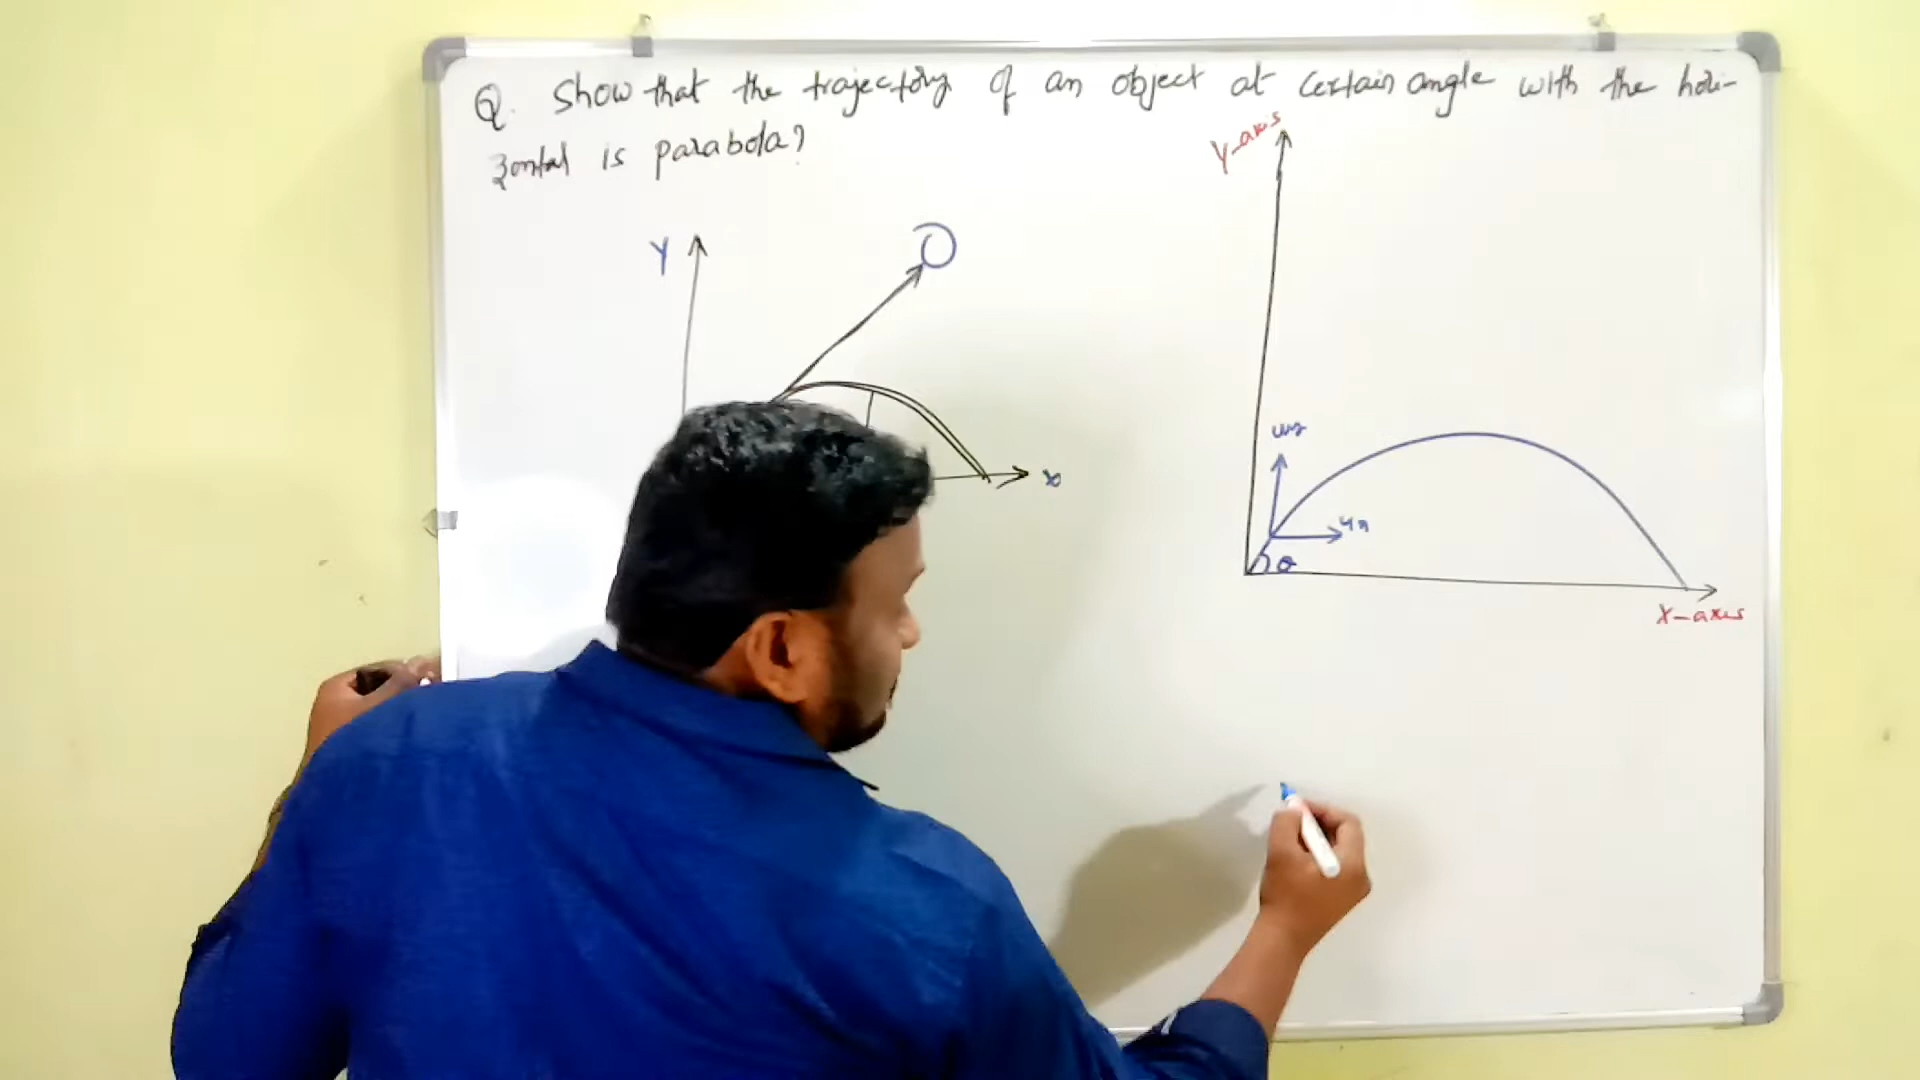 Q. Show that the trajectory of an object at certain angle with the hori-
zontal is parabola?
Y-axis
Y
uy
x
ux
θ
X-axis